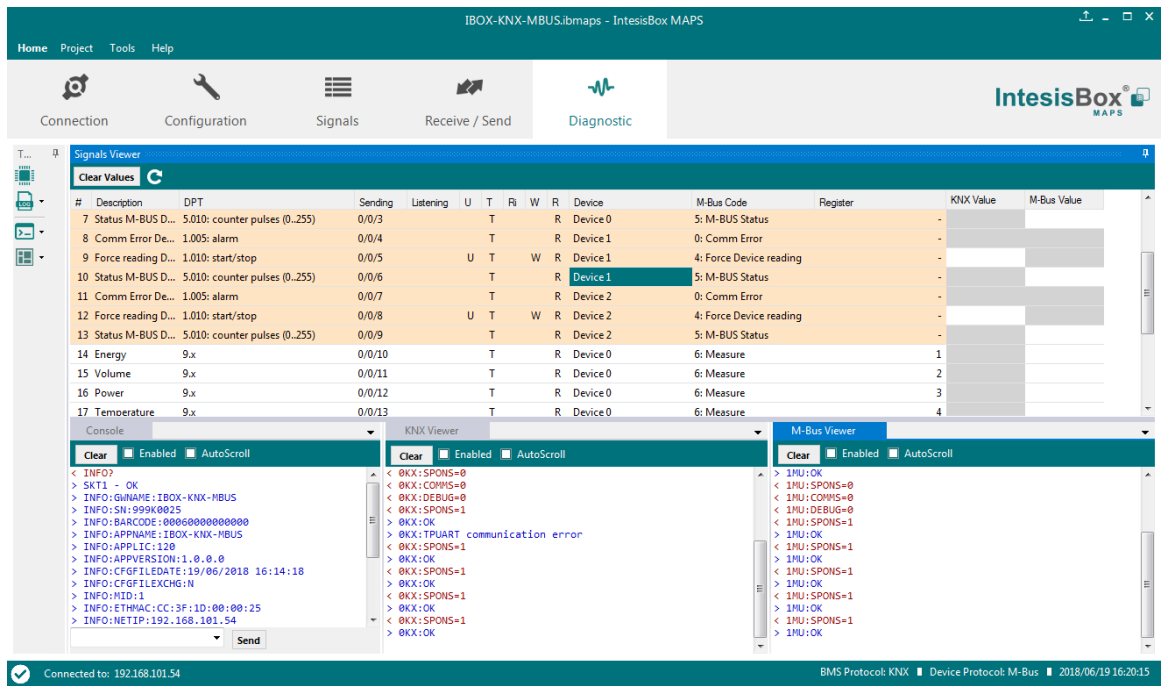 IBOX-KNX-MBUS.ibmaps - IntesisBox MAPS
Home Project Tools Help
Connection Configuration Signals Receive / Send Diagnostic
IntesisBox®
MAPS
T...
Signals Viewer
Clear Values
# Description DPT Sending Listening U T Ri W R Device M-Bus Code Register KNX Value M-Bus Value
7 Status M-BUS D... 5.010: counter pulses (0..255) 0/0/3 T R Device 0 5: M-BUS Status -
8 Comm Error De... 1.005: alarm 0/0/4 T R Device 1 0: Comm Error -
9 Force reading D... 1.010: start/stop 0/0/5 U T W R Device 1 4: Force Device reading -
10 Status M-BUS D... 5.010: counter pulses (0..255) 0/0/6 T R Device 1 5: M-BUS Status -
11 Comm Error De... 1.005: alarm 0/0/7 T R Device 2 0: Comm Error -
12 Force reading D... 1.010: start/stop 0/0/8 U T W R Device 2 4: Force Device reading -
13 Status M-BUS D... 5.010: counter pulses (0..255) 0/0/9 T R Device 2 5: M-BUS Status -
14 Energy 9.x 0/0/10 T R Device 0 6: Measure 1
15 Volume 9.x 0/0/11 T R Device 0 6: Measure 2
16 Power 9.x 0/0/12 T R Device 0 6: Measure 3
17 Temperature 9.x 0/0/13 T R Device 0 6: Measure 4
LOG
Console
Clear Enabled AutoScroll
< INFO?
> SKT1 - OK
> INFO:GWNAME:IBOX-KNX-MBUS
> INFO:SN:999K0025
> INFO:BARCODE:00060000000000
> INFO:APPNAME:IBOX-KNX-MBUS
> INFO:APPLIC:120
> INFO:APPVERSION:1.0.0.0
> INFO:CFGFILEDATE:19/06/2018 16:14:18
> INFO:CFGFILEXCHG:N
> INFO:MID:1
> INFO:ETHMAC:CC:3F:1D:00:00:25
> INFO:NETIP:192.168.101.54
Send
KNX Viewer
Clear Enabled AutoScroll
< 0KX:SPONS=0
< 0KX:COMMS=0
< 0KX:DEBUG=0
< 0KX:SPONS=1
> 0KX:OK
> 0KX:TPUART communication error
< 0KX:SPONS=1
> 0KX:OK
< 0KX:SPONS=1
> 0KX:OK
< 0KX:SPONS=1
> 0KX:OK
< 0KX:SPONS=1
> 0KX:OK
M-Bus Viewer
Clear Enabled AutoScroll
> 1MU:OK
< 1MU:SPONS=0
< 1MU:COMMS=0
< 1MU:DEBUG=0
< 1MU:SPONS=1
> 1MU:OK
< 1MU:SPONS=1
> 1MU:OK
< 1MU:SPONS=1
> 1MU:OK
< 1MU:SPONS=1
> 1MU:OK
< 1MU:SPONS=1
> 1MU:OK
Connected to: 192.168.101.54
BMS Protocol: KNX Device Protocol: M-Bus 2018/06/19 16:20:15